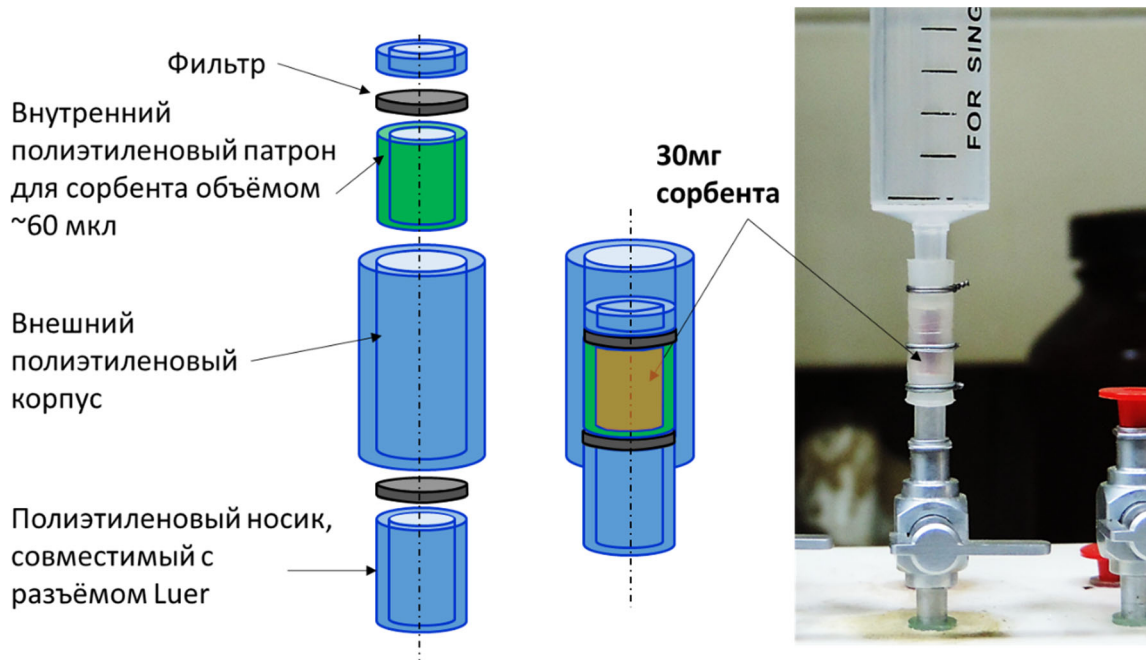 Фильтр
Внутренний
полиэтиленовый патрон
для сорбента объёмом
~60 мкл
Внешний
полиэтиленовый
корпус
Полиэтиленовый носик,
совместимый с
разъёмом Luer
30мг
сорбента
FOR SING